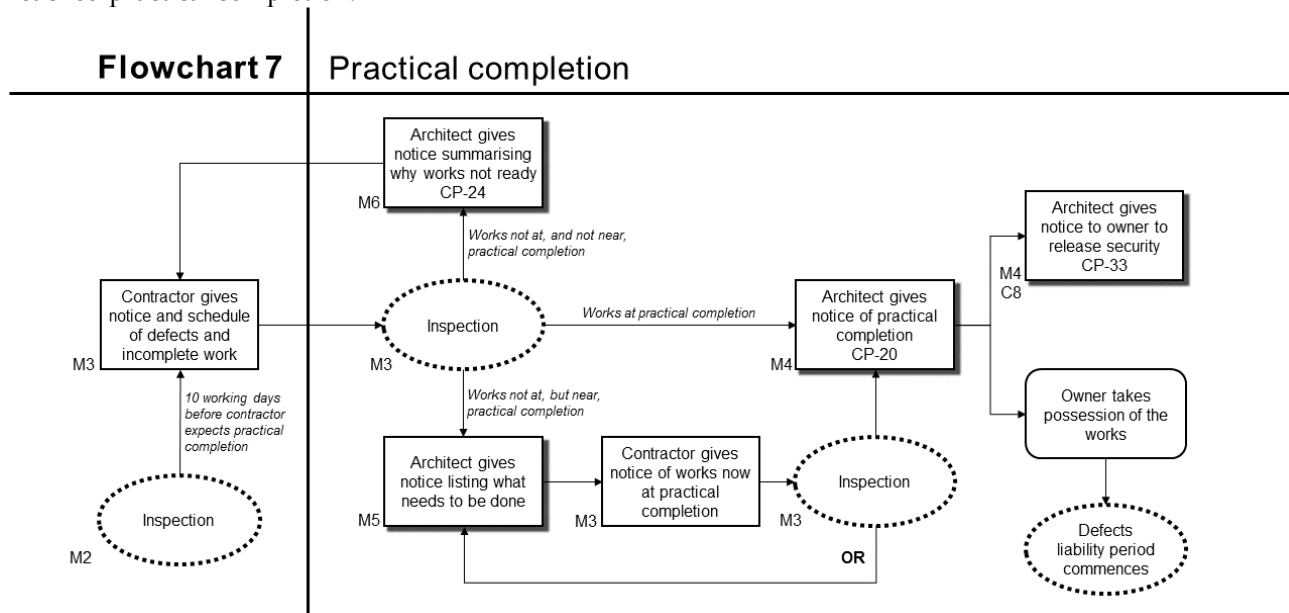 Flowchart 7
Practical completion
Architect gives
notice summarising
why works not ready
CP-24
M6
Works not at, and not near,
practical completion
Architect gives
notice to owner to
release security
CP-33
M4
C8
Contractor gives
notice and schedule
of defects and
incomplete work
M3
Inspection
M3
Works at practical completion
Architect gives
notice of practical
completion
CP-20
M4
10 working days
before contractor
expects practical
completion
Works not at, but near,
practical completion
Owner takes
possession of the
works
Inspection
M2
Architect gives
notice listing what
needs to be done
M5
Contractor gives
notice of works now
at practical
completion
M3
Inspection
M3
OR
Defects
liability period
commences